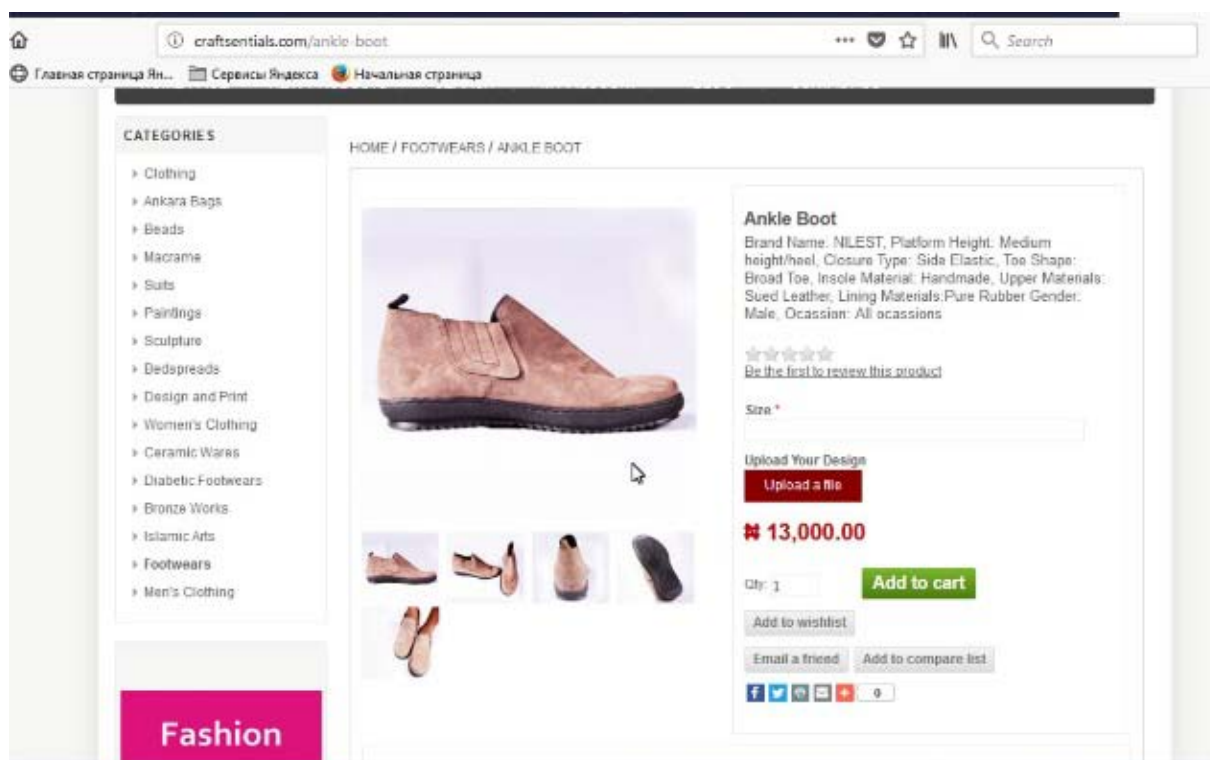 craftsentials.com/ankle-boot
Search
Главная страница Ян...
Сервисы Яндекса
Начальная страница
CATEGORIES
Clothing
Ankara Bags
Beads
Macrame
Suits
Paintings
Sculpture
Bedspreads
Design and Print
Women's Clothing
Ceramic Wares
Diabetic Footwears
Bronze Works
Islamic Arts
Footwears
Men's Clothing
Fashion
HOME / FOOTWEARS / ANKLE BOOT
Ankle Boot
Brand Name: NILEST, Platform Height: Medium
height/heel, Closure Type: Side Elastic, Toe Shape:
Broad Toe, Insole Material: Handmade, Upper Materials:
Sued Leather, Lining Materials:Pure Rubber Gender:
Male, Ocassion: All ocassions
Be the first to review this product
Size *
Upload Your Design
Upload a file
₦ 13,000.00
Qty: 1
Add to cart
Add to wishlist
Email a friend
Add to compare list
0